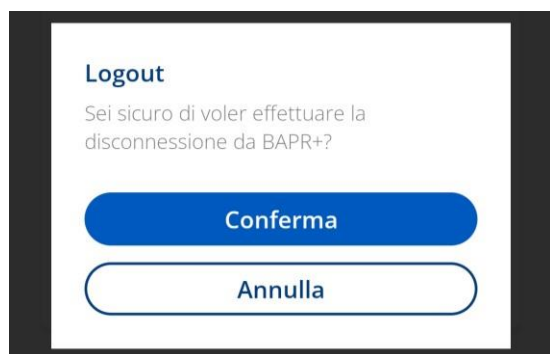 Logout
Sei sicuro di voler effettuare la
disconnessione da BAPR+?
Conferma
Annulla